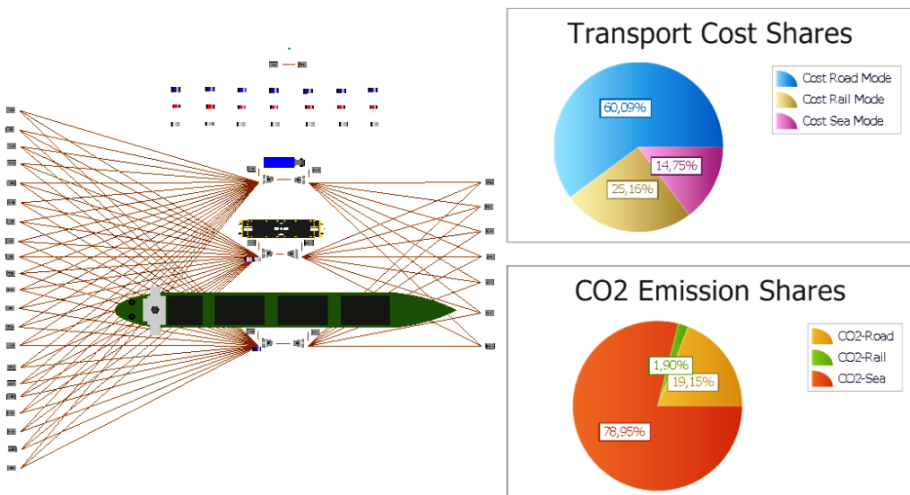 Transport Cost Shares
60,09%
14,75%
25,16%
Cost Road Mode
Cost Rail Mode
Cost Sea Mode
CO2 Emission Shares
1,90%
19,15%
78,95%
CO2-Road
CO2-Rail
CO2-Sea